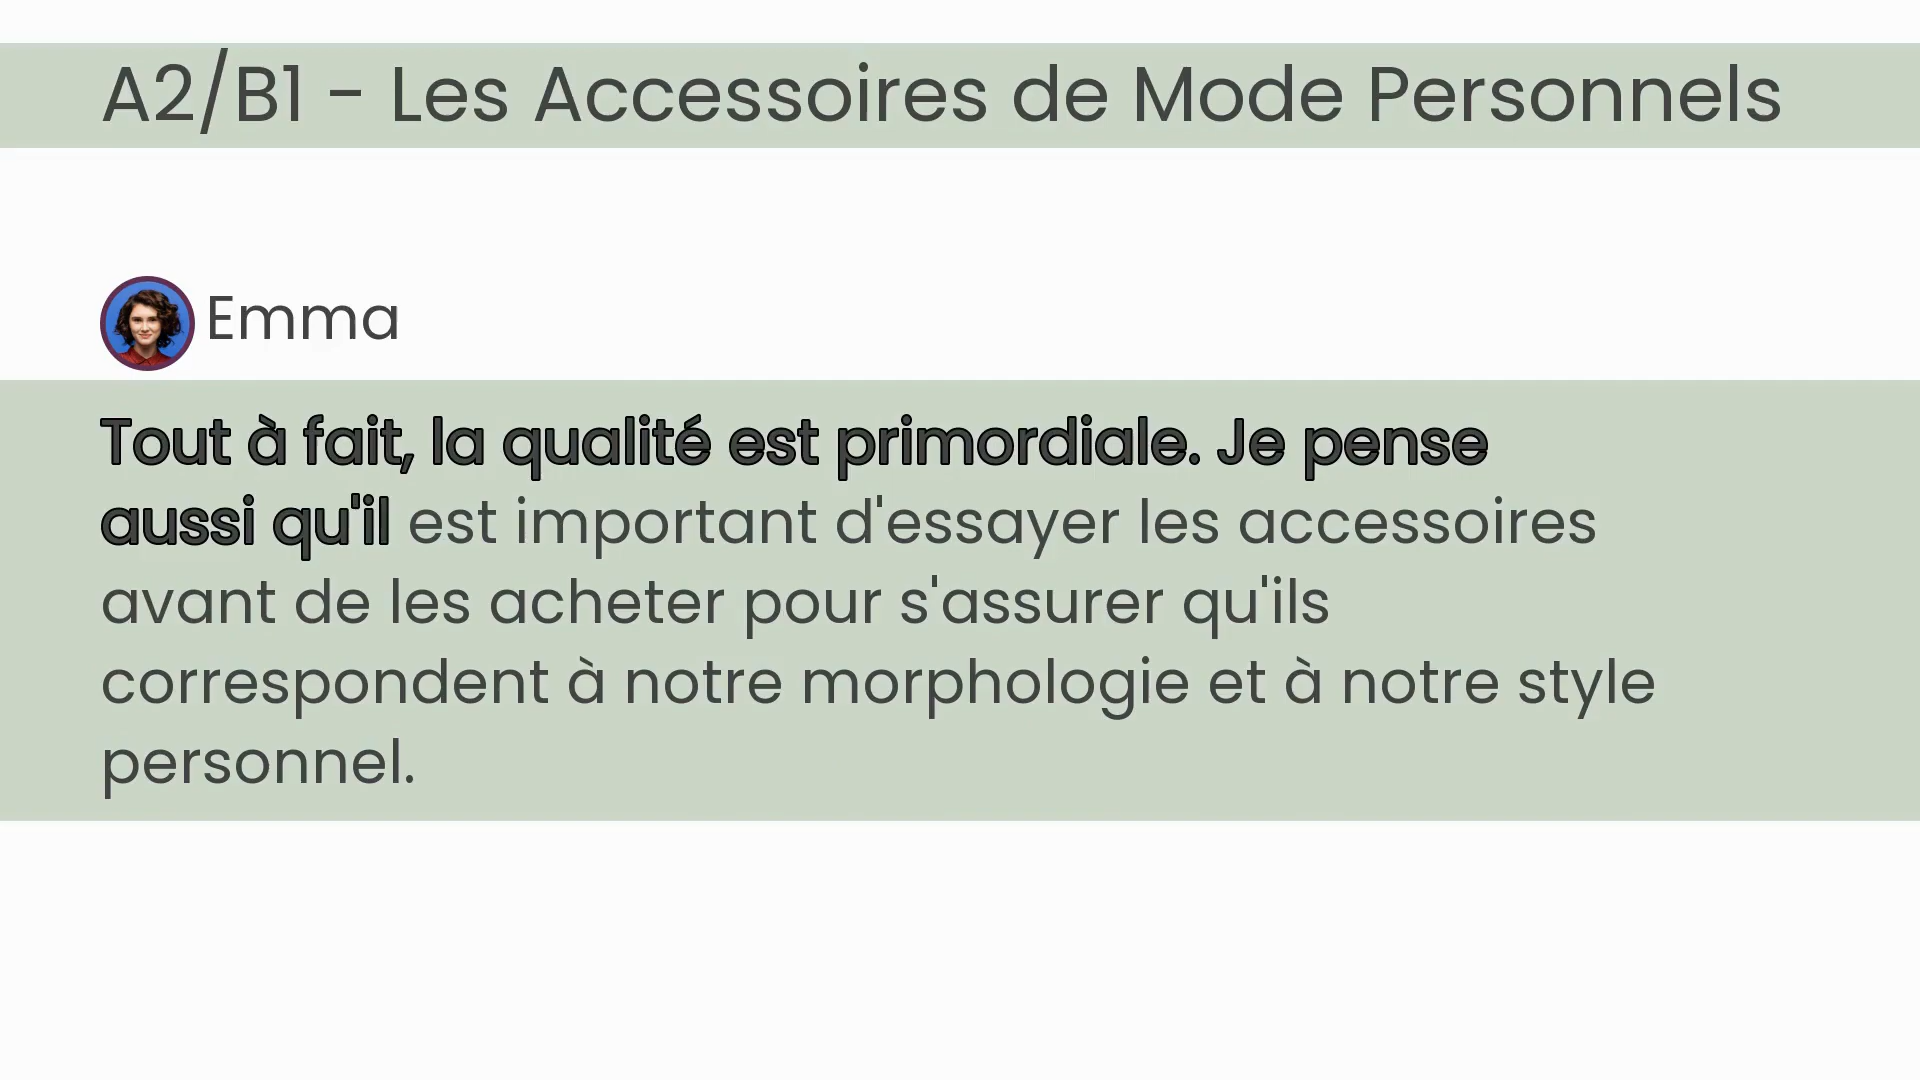 A2/B1 - Les Accessoires de Mode Personnels
Emma
Tout à fait, la qualité est primordiale. Je pense
aussi qu'il est important d'essayer les accessoires
avant de les acheter pour s'assurer qu'ils
correspondent à notre morphologie et à notre style
personnel.